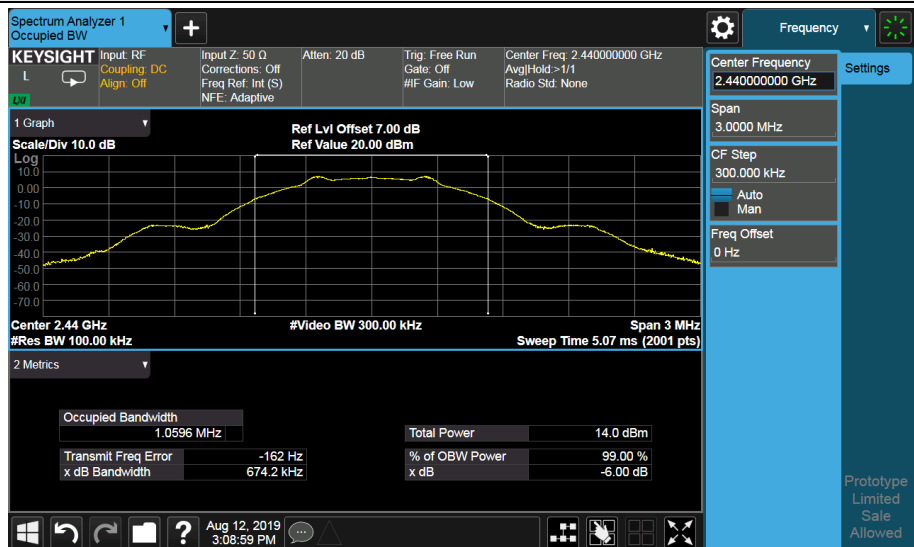 Spectrum Analyzer 1
Occupied BW
Frequency
KEYSIGHT
L
LXI
Input: RF
Coupling: DC
Align: Off
Input Z: 50 Ω
Corrections: Off
Freq Ref: Int (S)
NFE: Adaptive
Atten: 20 dB
Trig: Free Run
Gate: Off
#IF Gain: Low
Center Freq: 2.440000000 GHz
Avg|Hold:>1/1
Radio Std: None
Center Frequency
2.440000000 GHz
Settings
Span
3.0000 MHz
CF Step
300.000 kHz
Auto
Man
Freq Offset
0 Hz
1 Graph
Scale/Div 10.0 dB
Ref Lvl Offset 7.00 dB
Ref Value 20.00 dBm
Log
10.0
0.00
-10.0
-20.0
-30.0
-40.0
-50.0
-60.0
-70.0
Center 2.44 GHz
#Video BW 300.00 kHz
Span 3 MHz
#Res BW 100.00 kHz
Sweep Time 5.07 ms (2001 pts)
2 Metrics
Occupied Bandwidth
1.0596 MHz
Total Power 14.0 dBm
Transmit Freq Error -162 Hz
% of OBW Power 99.00 %
x dB Bandwidth 674.2 kHz
x dB -6.00 dB
Prototype
Limited
Sale
Allowed
?
Aug 12, 2019
3:08:59 PM